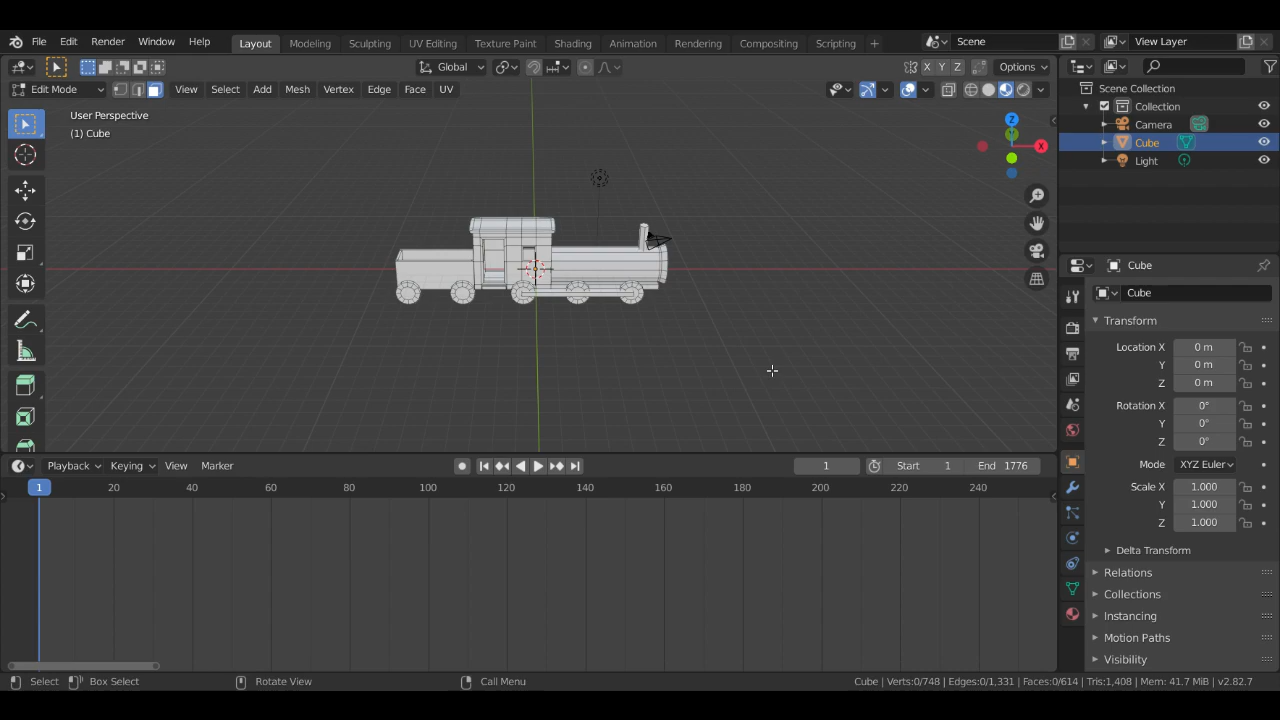 File Edit Render Window Help Layout Modeling Sculpting UV Editing Texture Paint Shading Animation Rendering Compositing Scripting + Scene View Layer
Global Options
X Y Z
Edit Mode View Select Add Mesh Vertex Edge Face UV
User Perspective
(1) Cube
Z
X
Scene Collection
Collection
Camera
Cube
Light
Cube
Cube
Transform
Location X 0 m
Y 0 m
Z 0 m
Rotation X 0°
Y 0°
Z 0°
Mode XYZ Euler
Scale X 1.000
Y 1.000
Z 1.000
Delta Transform
Relations
Collections
Instancing
Motion Paths
Visibility
Playback Keying View Marker 1 Start 1 End 1776
1 20 40 60 80 100 120 140 160 180 200 220 240
Select Box Select Rotate View Call Menu Cube | Verts:0/748 | Edges:0/1,331 | Faces:0/614 | Tris:1,408 | Mem: 41.7 MiB | v2.82.7